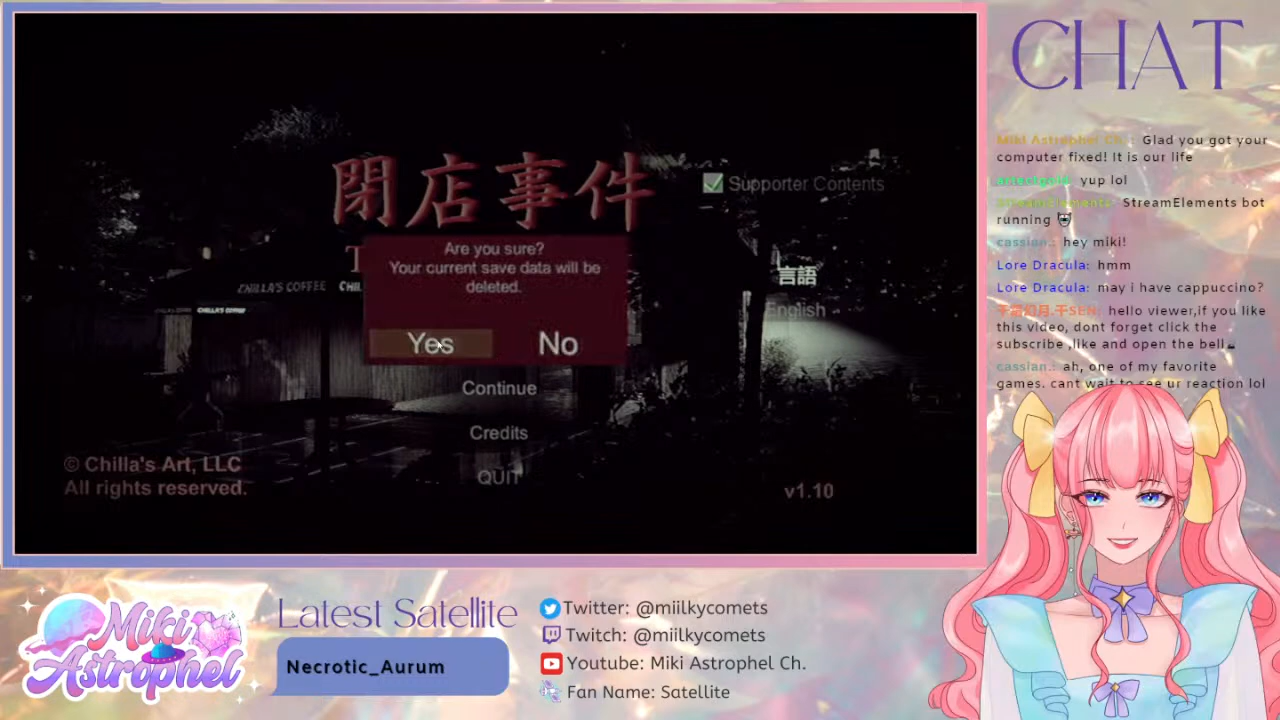 閉店事件
T
Supporter Contents
Are you sure?
Your current save data will be
deleted.
Yes
No
言語
English
CHILLA'S COFFEE
CHIL
CHILLA'S COFFEE
Continue
Credits
QUIT
© Chilla's Art, LLC
All rights reserved.
v1.10
CHAT
Miki Astrophel Ch. : Glad you got your
computer fixed! It is our life
yup lol
StreamElements: StreamElements bot
running
cassian.: hey miki!
Lore Dracula: hmm
Lore Dracula: may i have cappuccino?
hello viewer,if you like
this video, dont forget click the
subscribe ,like and open the bell
cassian.: ah, one of my favorite
games. cant wait to see ur reaction lol
Miki
Astrophel
Latest Satellite
Necrotic_Aurum
Twitter: @miilkycomets
Twitch: @miilkycomets
Youtube: Miki Astrophel Ch.
Fan Name: Satellite